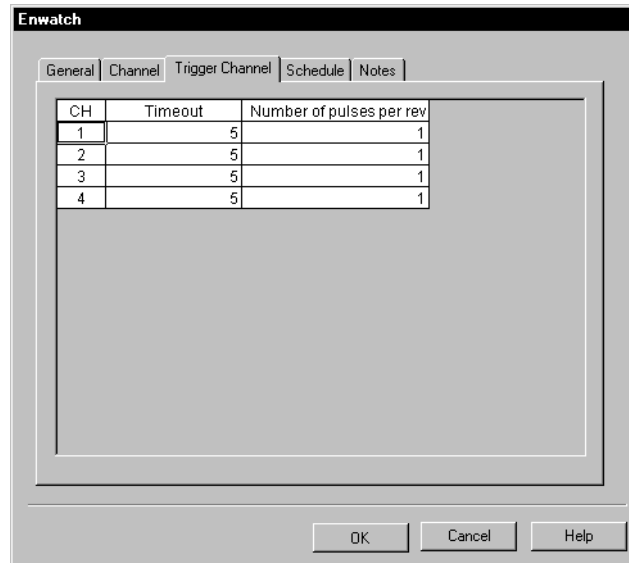 Enwatch
General Channel Trigger Channel Schedule Notes
CH Timeout Number of pulses per rev
1 5 1
2 5 1
3 5 1
4 5 1
OK Cancel Help